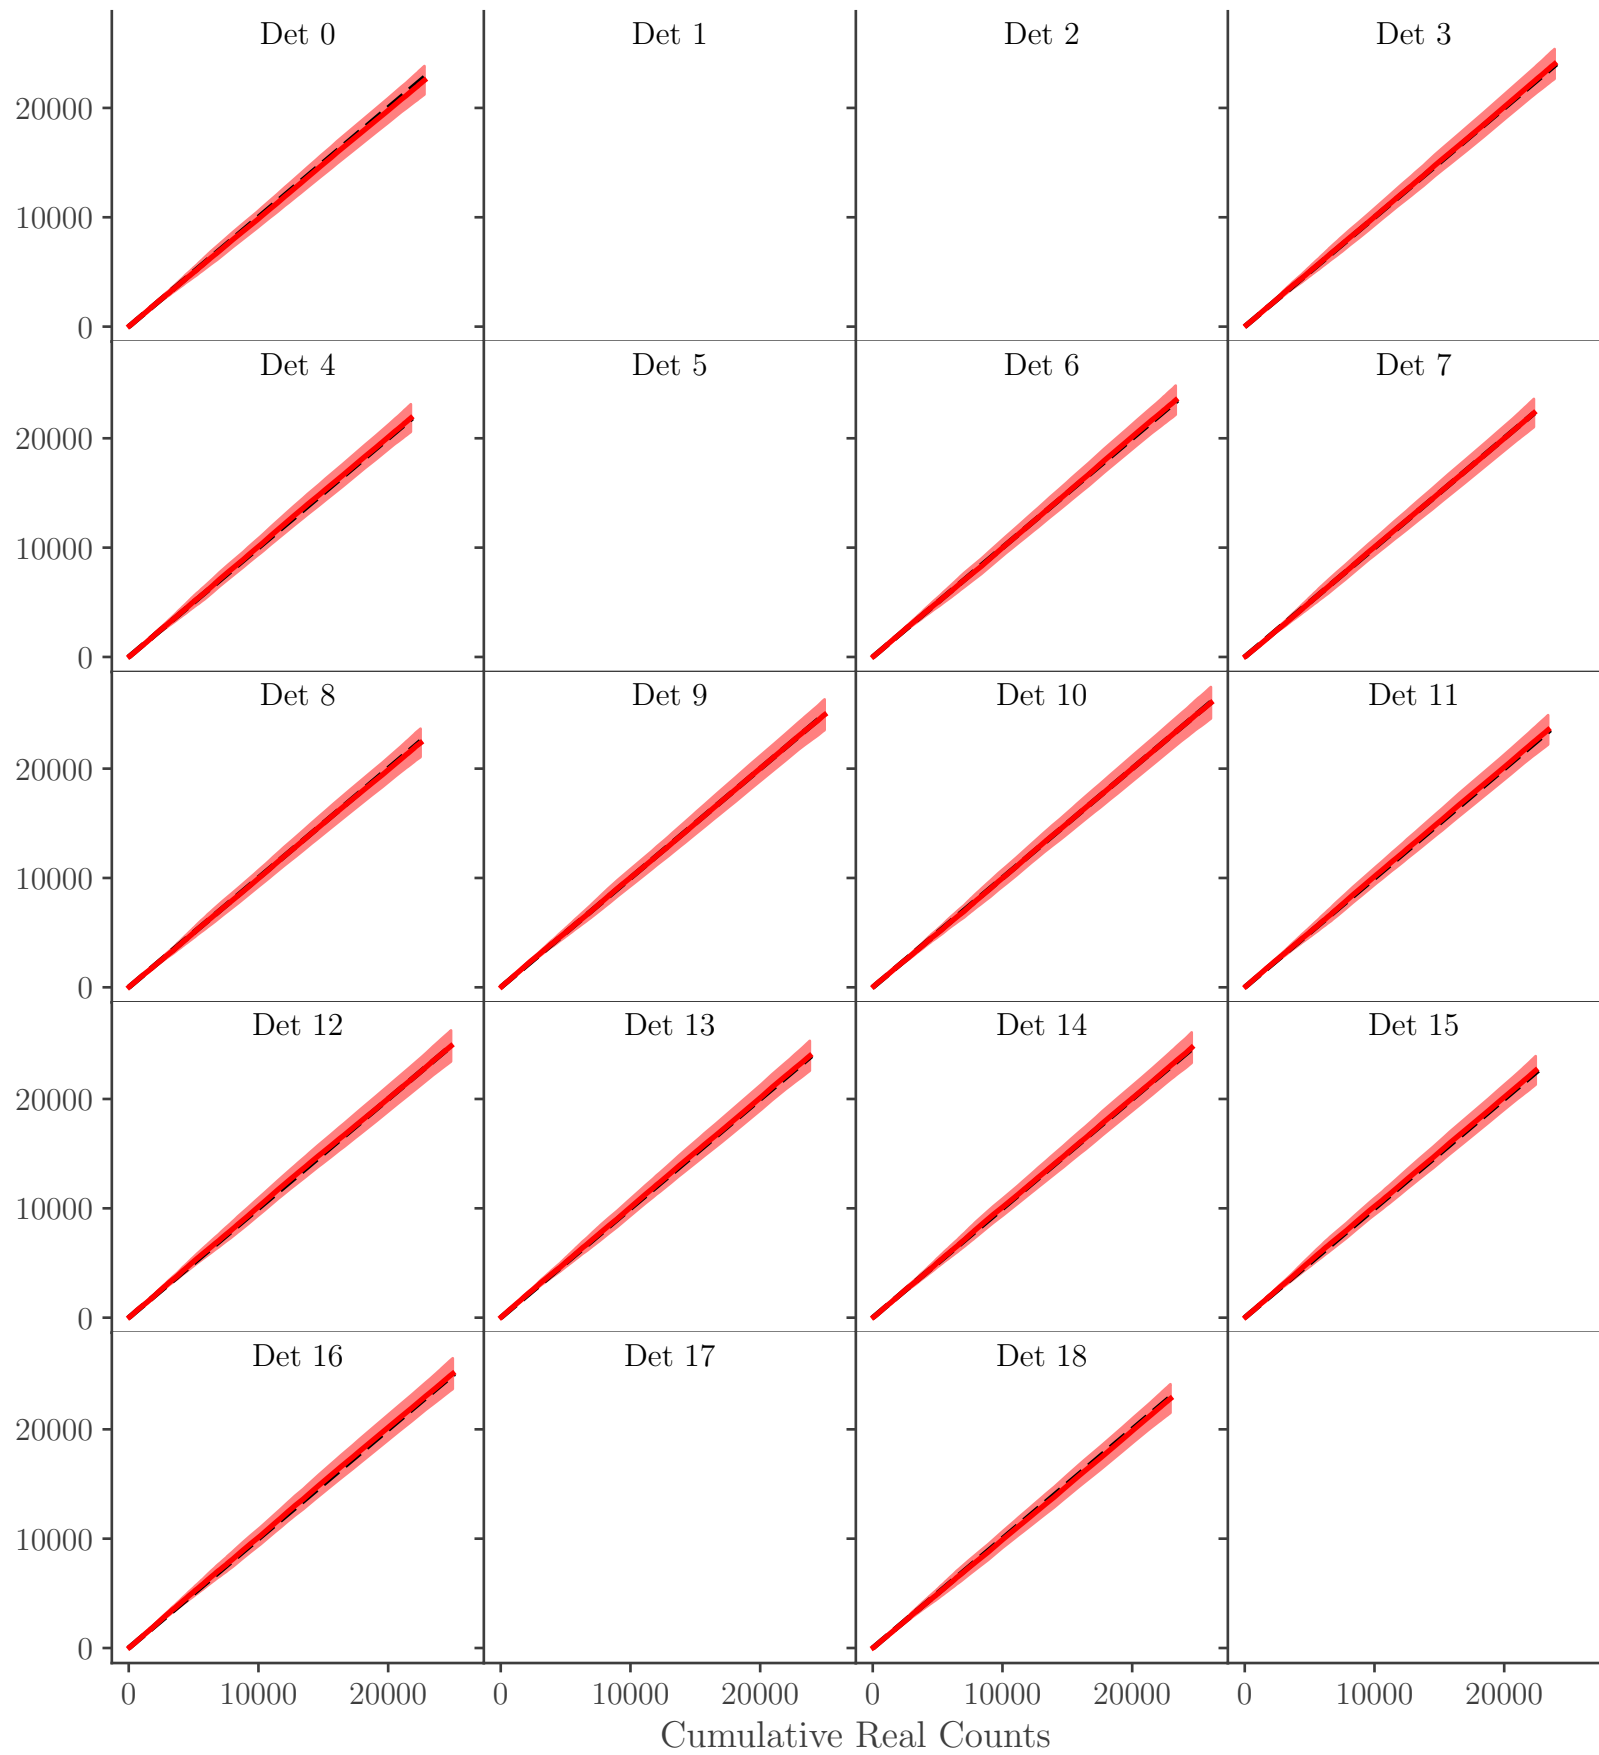 Det 0 Det 1 Det 2 Det 3
20000
10000
0
Det 4 Det 5 Det 6 Det 7
20000
10000
0
Det 8 Det 9 Det 10 Det 11
20000
10000
0
Det 12 Det 13 Det 14 Det 15
20000
10000
0
Det 16 Det 17 Det 18
20000
10000
0
0 10000 20000 0 10000 20000 0 10000 20000 0 10000 20000
Cumulative Real Counts